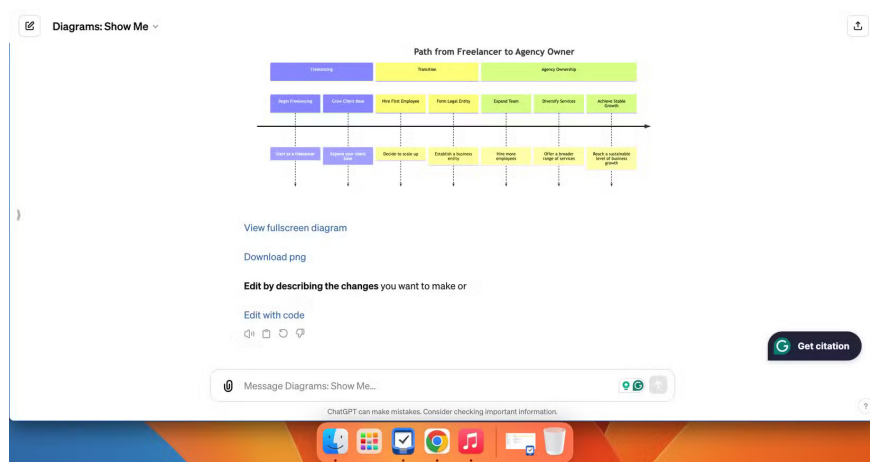 Diagrams: Show Me
Path from Freelancer to Agency Owner
Freelancing Transition Agency Ownership
Begin Freelancing Grow Client Base Hire First Employee Form Legal Entity Expand Team Diversify Services Achieve Stable
Growth
Start as a freelancer Expand your client Decide to scale up Establish a business Hire more Offer a broader Reach a sustainable
base entity employees range of services level of business
growth
View fullscreen diagram
Download png
Edit by describing the changes you want to make or
Edit with code
G Get citation
Message Diagrams: Show Me...
ChatGPT can make mistakes. Consider checking important information.
?